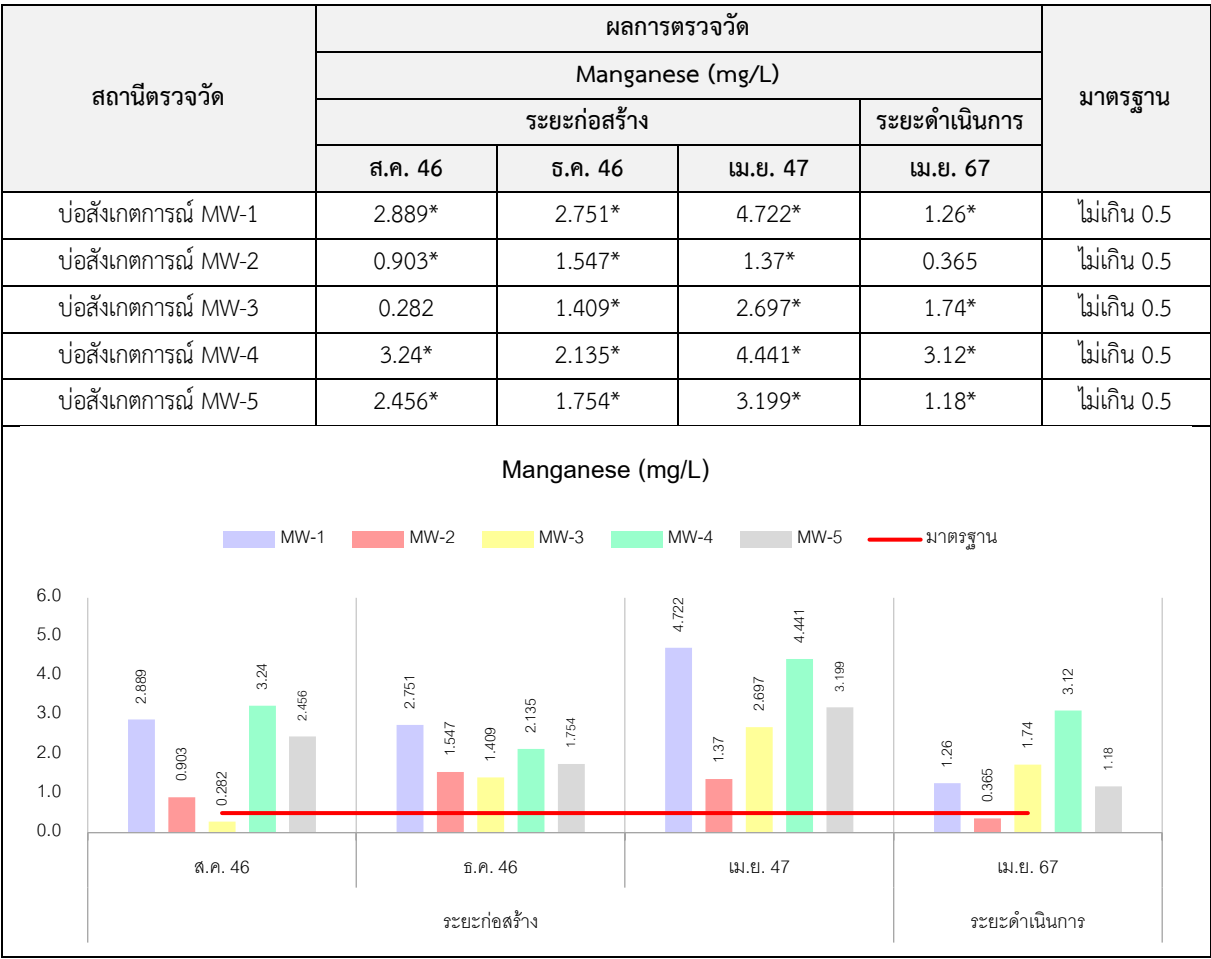 สถานีตรวจวัด ผลการตรวจวัด มาตรฐาน
Manganese (mg/L)
ระยะก่อสร้าง ระยะดำเนินการ
ส.ค. 46 ธ.ค. 46 เม.ย. 47 เม.ย. 67
บ่อสังเกตการณ์ MW-1 2.889* 2.751* 4.722* 1.26* ไม่เกิน 0.5
บ่อสังเกตการณ์ MW-2 0.903* 1.547* 1.37* 0.365 ไม่เกิน 0.5
บ่อสังเกตการณ์ MW-3 0.282 1.409* 2.697* 1.74* ไม่เกิน 0.5
บ่อสังเกตการณ์ MW-4 3.24* 2.135* 4.441* 3.12* ไม่เกิน 0.5
บ่อสังเกตการณ์ MW-5 2.456* 1.754* 3.199* 1.18* ไม่เกิน 0.5
Manganese (mg/L)
MW-1 MW-2 MW-3 MW-4 MW-5 มาตรฐาน
6.0
5.0
4.0
3.0
2.0
1.0
0.0
2.889 0.903 0.282 3.24 2.456
2.751 1.547 1.409 2.135 1.754
4.722 1.37 2.697 4.441 3.199
1.26 0.365 1.74 3.12 1.18
ส.ค. 46 ธ.ค. 46 เม.ย. 47 เม.ย. 67
ระยะก่อสร้าง ระยะดำเนินการ